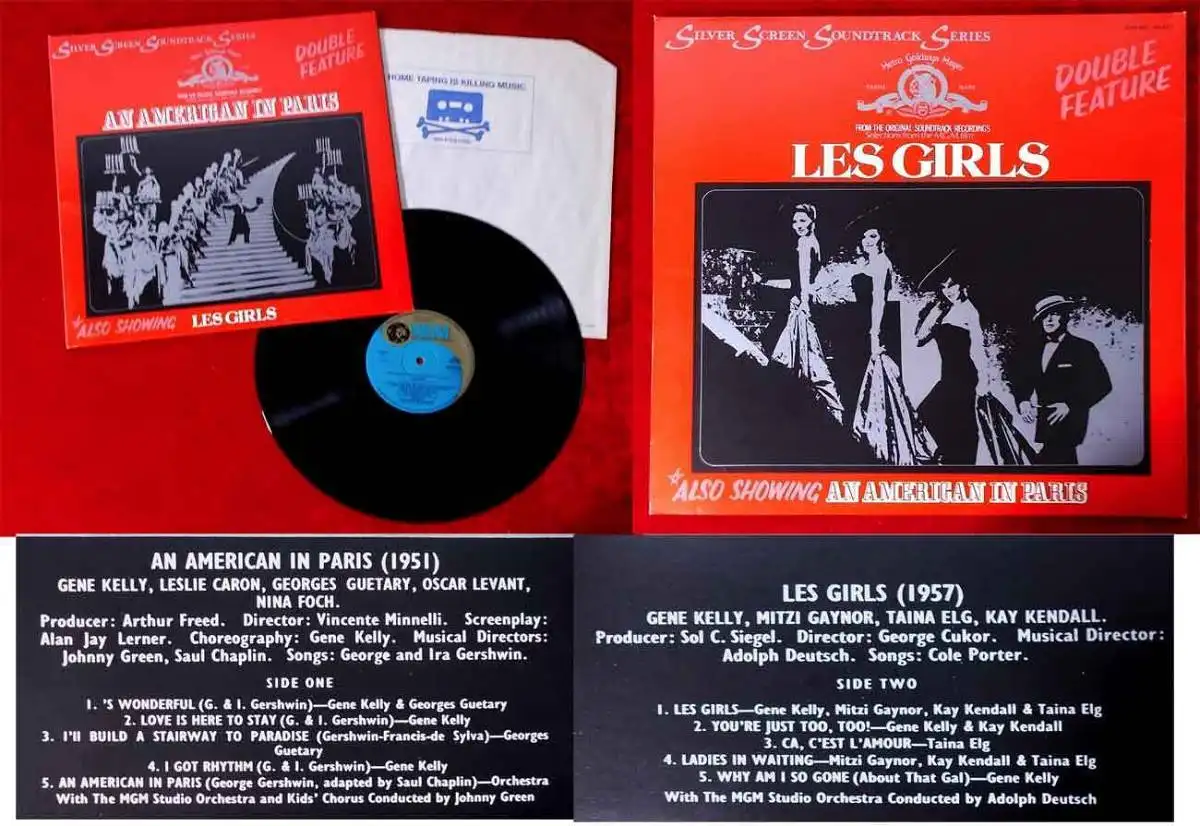 SILVER SCREEN SOUNDTRACK SERIES
DOUBLE
FEATURE
Metro Goldwyn Mayer
AN AMERICAN IN PARIS
ALSO SHOWING LES GIRLS
HOME TAPING IS KILLING MUSIC
SILVER SCREEN SOUNDTRACK SERIES
DOUBLE
FEATURE
Metro Goldwyn Mayer
TRADE MARK
FROM THE ORIGINAL SOUNDTRACK RECORDINGS
Selections from the MGM film
LES GIRLS
ALSO SHOWING AN AMERICAN IN PARIS
AN AMERICAN IN PARIS (1951)
GENE KELLY, LESLIE CARON, GEORGES GUETARY, OSCAR LEVANT,
NINA FOCH.
Producer: Arthur Freed. Director: Vincente Minnelli. Screenplay:
Alan Jay Lerner. Choreography: Gene Kelly. Musical Directors:
Johnny Green, Saul Chaplin. Songs: George and Ira Gershwin.
SIDE ONE
1. 'S WONDERFUL (G. & I. Gershwin)—Gene Kelly & Georges Guetary
2. LOVE IS HERE TO STAY (G. & I. Gershwin)—Gene Kelly
3. I'll BUILD A STAIRWAY TO PARADISE (Gershwin-Francis-de Sylva)—Georges
Guetary
4. I GOT RHYTHM (G. & I. Gershwin)—Gene Kelly
5. AN AMERICAN IN PARIS (George Gershwin, adapted by Saul Chaplin)—Orchestra
With The MGM Studio Orchestra and Kids' Chorus Conducted by Johnny Green
LES GIRLS (1957)
GENE KELLY, MITZI GAYNOR, TAINA ELG, KAY KENDALL.
Producer: Sol C. Siegel. Director: George Cukor. Musical Director:
Adolph Deutsch. Songs: Cole Porter.
SIDE TWO
1. LES GIRLS—Gene Kelly, Mitzi Gaynor, Kay Kendall & Taina Elg
2. YOU'RE JUST TOO, TOO!—Gene Kelly & Kay Kendall
3. CA, C'EST L'AMOUR—Taina Elg
4. LADIES IN WAITING—Mitzi Gaynor, Kay Kendall & Taina Elg
5. WHY AM I SO GONE (About That Gal)—Gene Kelly
With The MGM Studio Orchestra Conducted by Adolph Deutsch